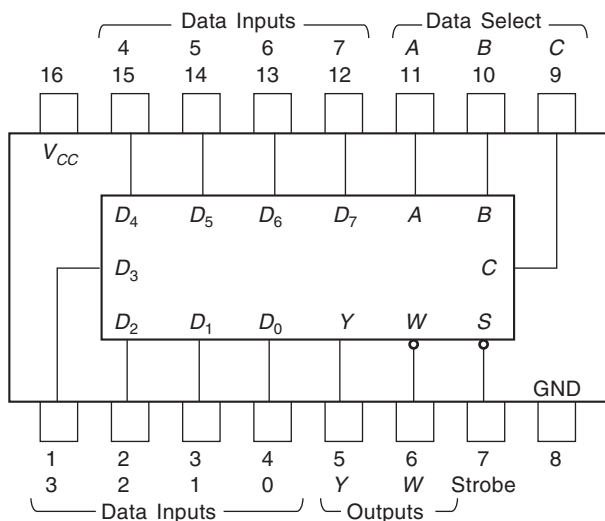 Data Inputs Data Select
4 5 6 7 A B C
16 15 14 13 12 11 10 9
V_CC
D₄ D₅ D₆ D₇ A B
D₃ C
D₂ D₁ D₀ Y W S
GND
1 2 3 4 5 6 7 8
3 2 1 0 Y W Strobe
Data Inputs Outputs